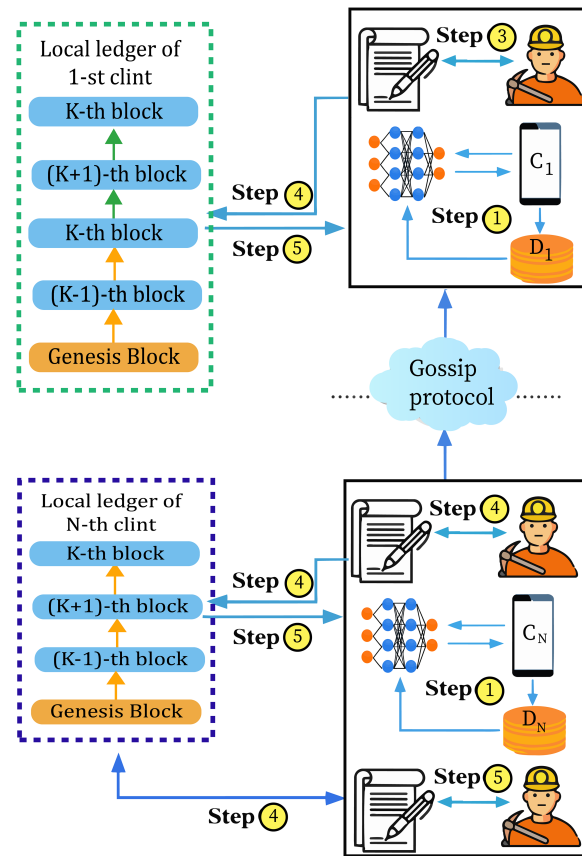 Local ledger of
1-st clint
K-th block
(K+1)-th block
K-th block
(K-1)-th block
Genesis Block
Step 4
Step 5
Step 3
C1
Step 1
D1
Gossip
protocol
Local ledger of
N-th clint
K-th block
(K+1)-th block
(K-1)-th block
Genesis Block
Step 4
Step 5
Step 4
CN
Step 1
DN
Step 4
Step 5